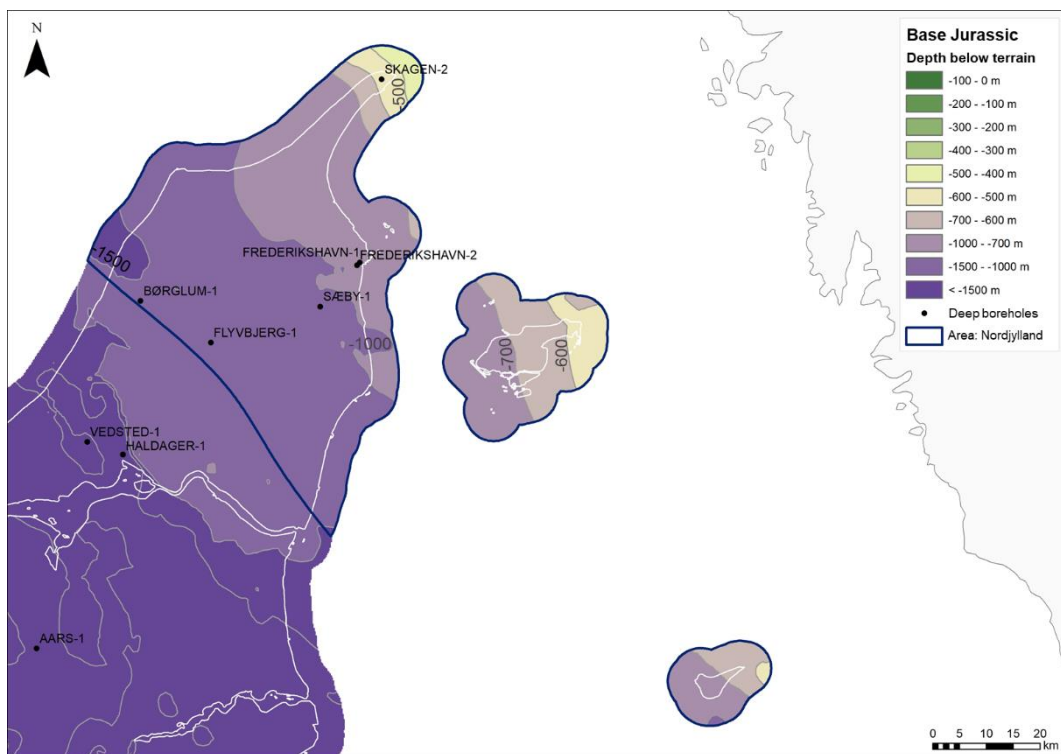 N
SKAGEN-2
-500
Base Jurassic
Depth below terrain
-100 - 0 m
-200 - -100 m
-300 - -200 m
-400 - -300 m
-500 - -400 m
-600 - -500 m
-700 - -600 m
-1000 - -700 m
-1500 - -1000 m
< -1500 m
Deep boreholes
Area: Nordjylland
-1500
FREDERIKSHAVN-1
FREDERIKSHAVN-2
BØRGLUM-1
SÆBY-1
FLYVBJERG-1
-1000
-700
-600
VEDSTED-1
HALDAGER-1
AARS-1
0 5 10 15 20
km